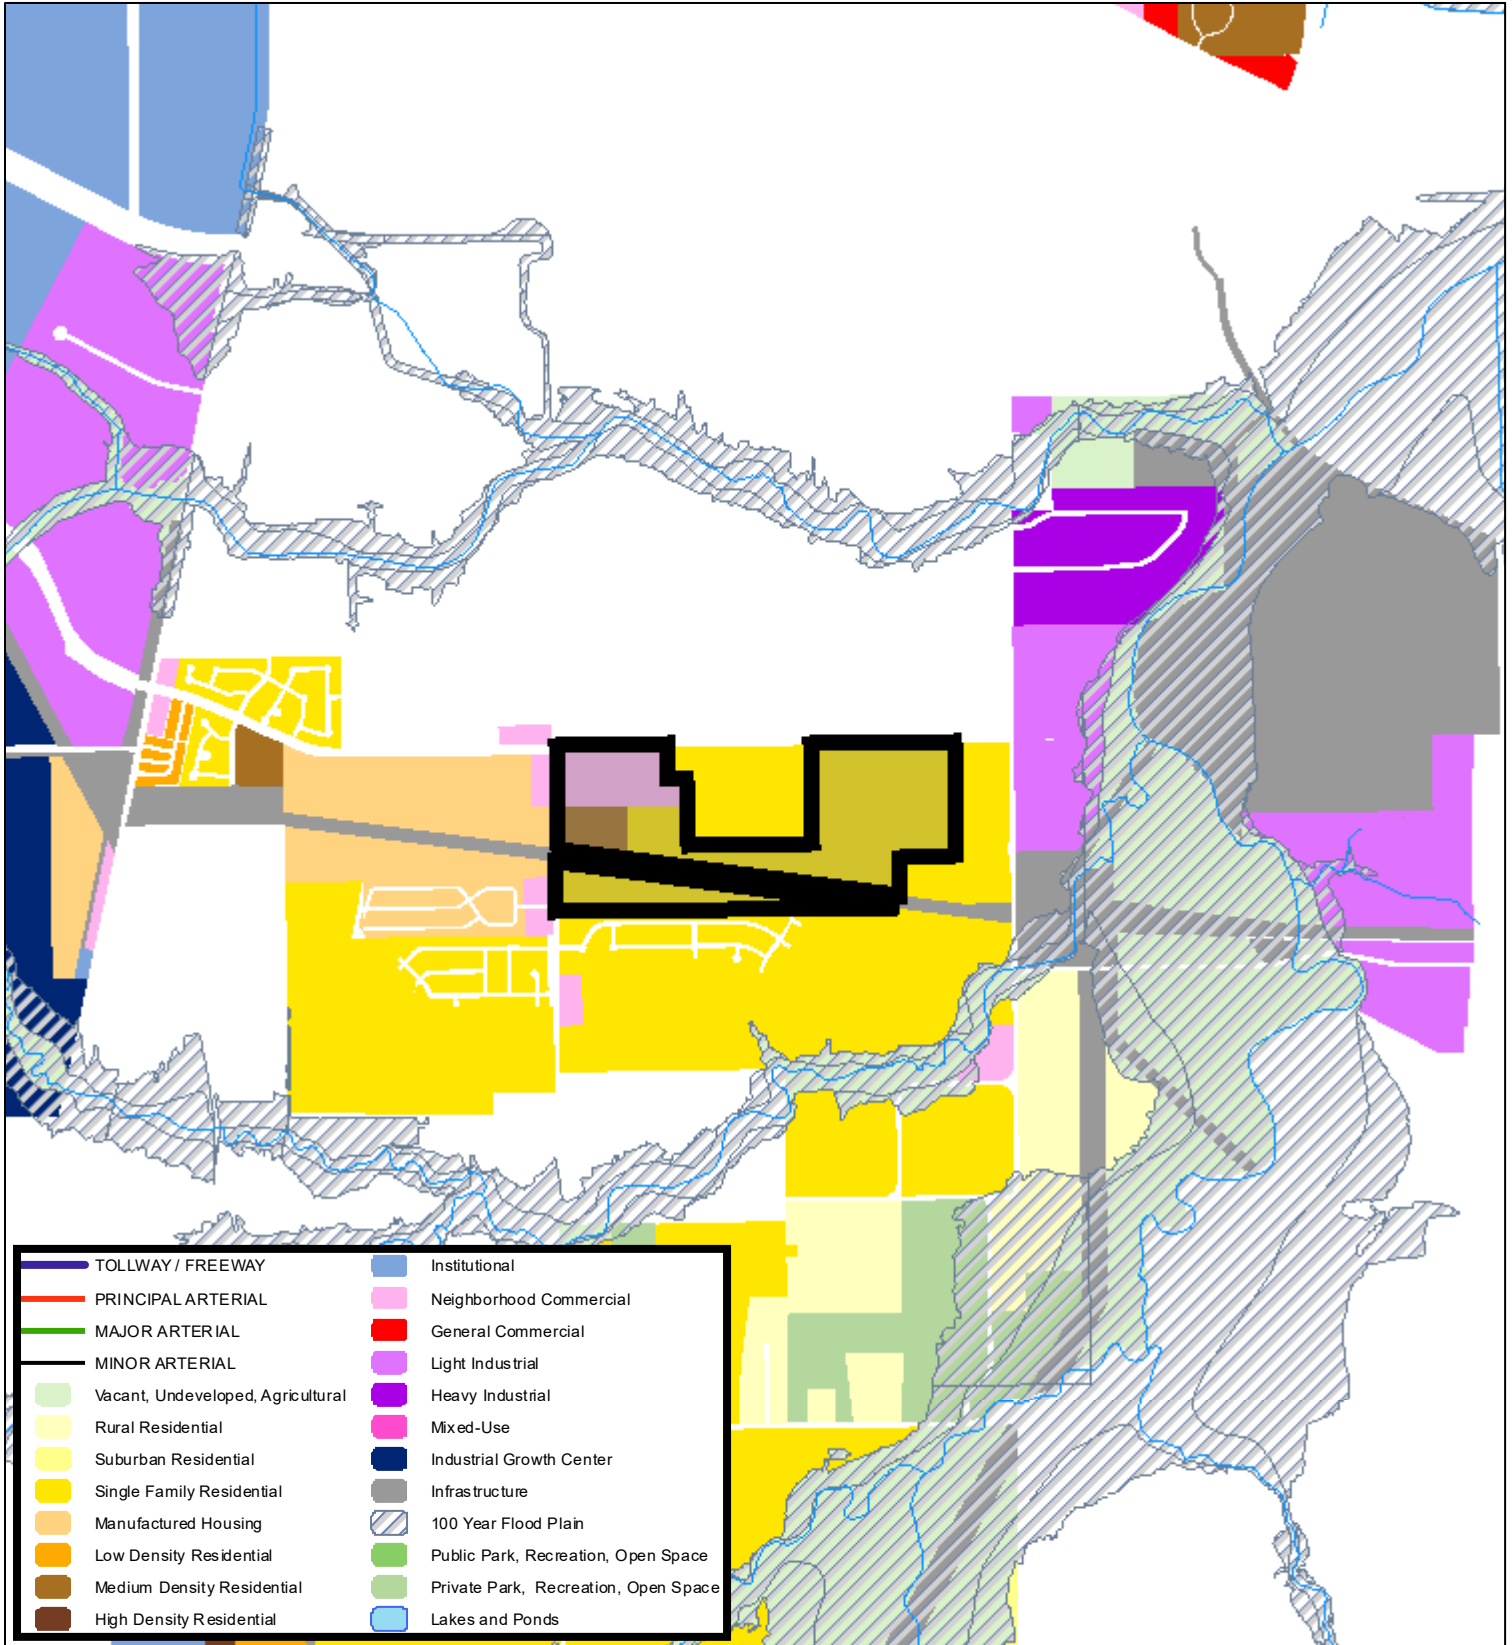 TOLLWAY / FREEWAY
PRINCIPAL ARTERIAL
MAJOR ARTERIAL
MINOR ARTERIAL
Vacant, Undeveloped, Agricultural
Rural Residential
Suburban Residential
Single Family Residential
Manufactured Housing
Low Density Residential
Medium Density Residential
High Density Residential
Institutional
Neighborhood Commercial
General Commercial
Light Industrial
Heavy Industrial
Mixed-Use
Industrial Growth Center
Infrastructure
100 Year Flood Plain
Public Park, Recreation, Open Space
Private Park, Recreation, Open Space
Lakes and Ponds